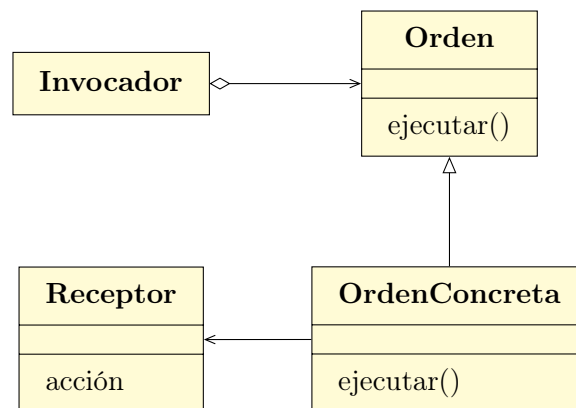 Orden
Invocador
ejecutar()
Receptor
OrdenConcreta
acción
ejecutar()